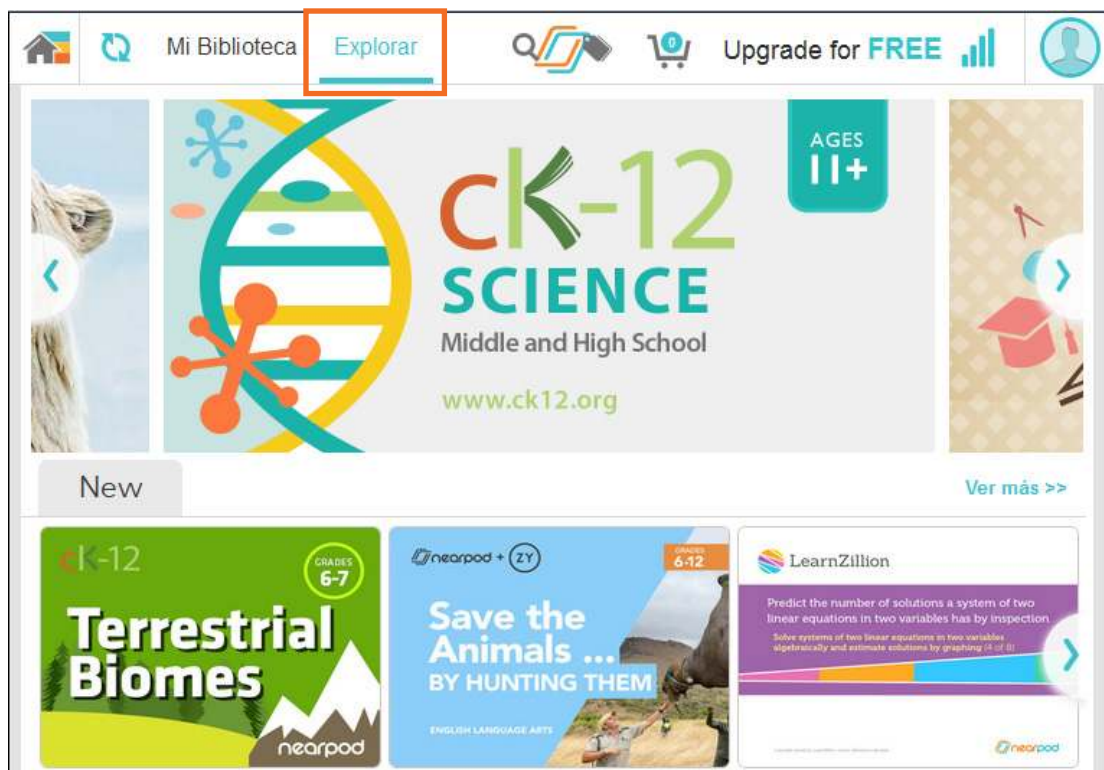 Mi Biblioteca Explorar 0 Upgrade for FREE
AGES
11+
cK-12
SCIENCE
Middle and High School
www.ck12.org
New
Ver más >>
cK-12
GRADES
6-7
Terrestrial
Biomes
nearpod
nearpod + ZY
GRADES
6-12
Save the
Animals ...
BY HUNTING THEM
ENGLISH LANGUAGE ARTS
LearnZillion
Predict the number of solutions a system of two
linear equations in two variables has by inspection
Solve systems of two linear equations in two variables
algebraically and estimate solutions by graphing (4 of 8)
nearpod